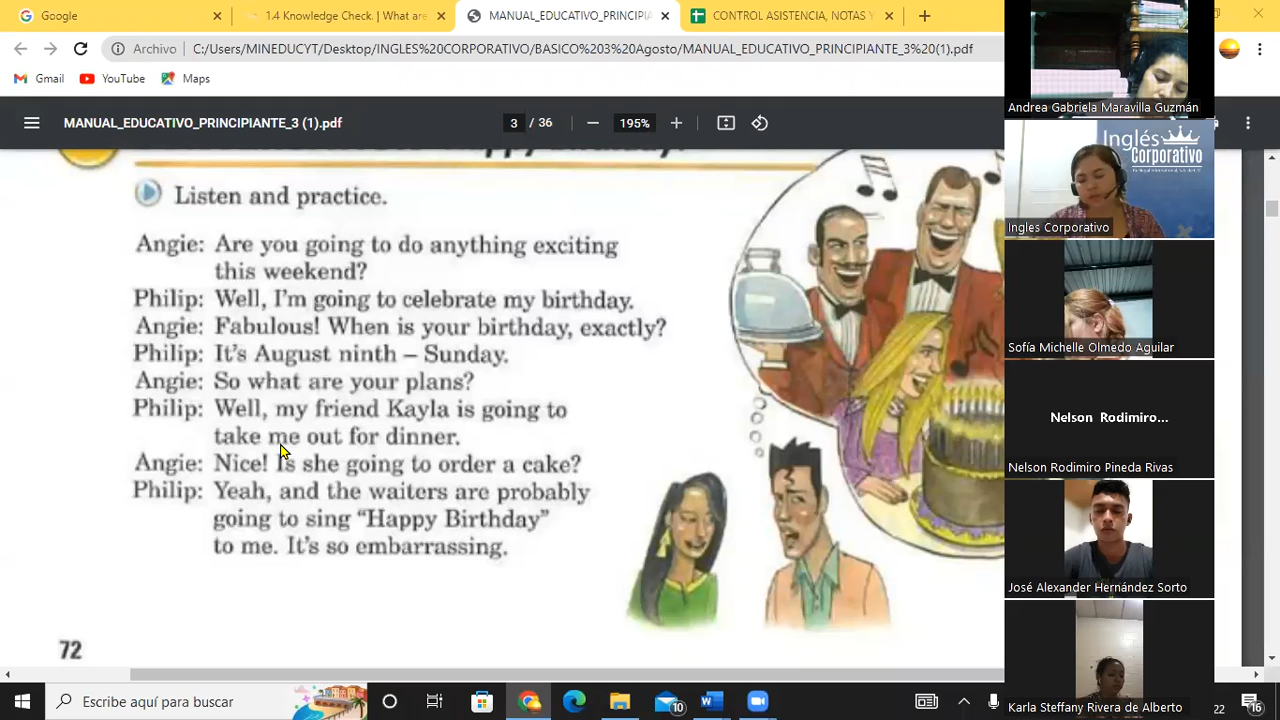 Google
1.4 Knowledge Check. | What are
MANUAL_EDUCATIVO_PRINCIPIA
CONTROL ASISTENCIA, NOTAS
Archivo
C:/Users/MINEDUCYT/Desktop/INGLES%20CORPORATIVO/BASICO%203%20Agosto/MANUAL_EDUCATIVO_PRINCIPIANTE_3%20(1).pdf
Gmail
YouTube
Maps
MANUAL_EDUCATIVO_PRINCIPIANTE_3 (1).pdf
3 / 36
195%
Listen and practice.
Angie: Are you going to do anything exciting
this weekend?
Philip: Well, I'm going to celebrate my birthday.
Angie: Fabulous! When is your birthday, exactly?
Philip: It's August ninth – Sunday.
Angie: So what are your plans?
Philip: Well, my friend Kayla is going to
take me out for dinner.
Angie: Nice! Is she going to order a cake?
Philip: Yeah, and the waiters are probably
going to sing "Happy Birthday"
to me. It's so embarrassing.
72
Andrea Gabriela Maravilla Guzmán
Inglés
Corporativo
Ingles Corporativo
Sofía Michelle Olmedo Aguilar
Nelson Rodimiro...
Nelson Rodimiro Pineda Rivas
José Alexander Hernández Sorto
Karla Steffany Rivera de Alberto
Escribe aquí para buscar
10
22
16